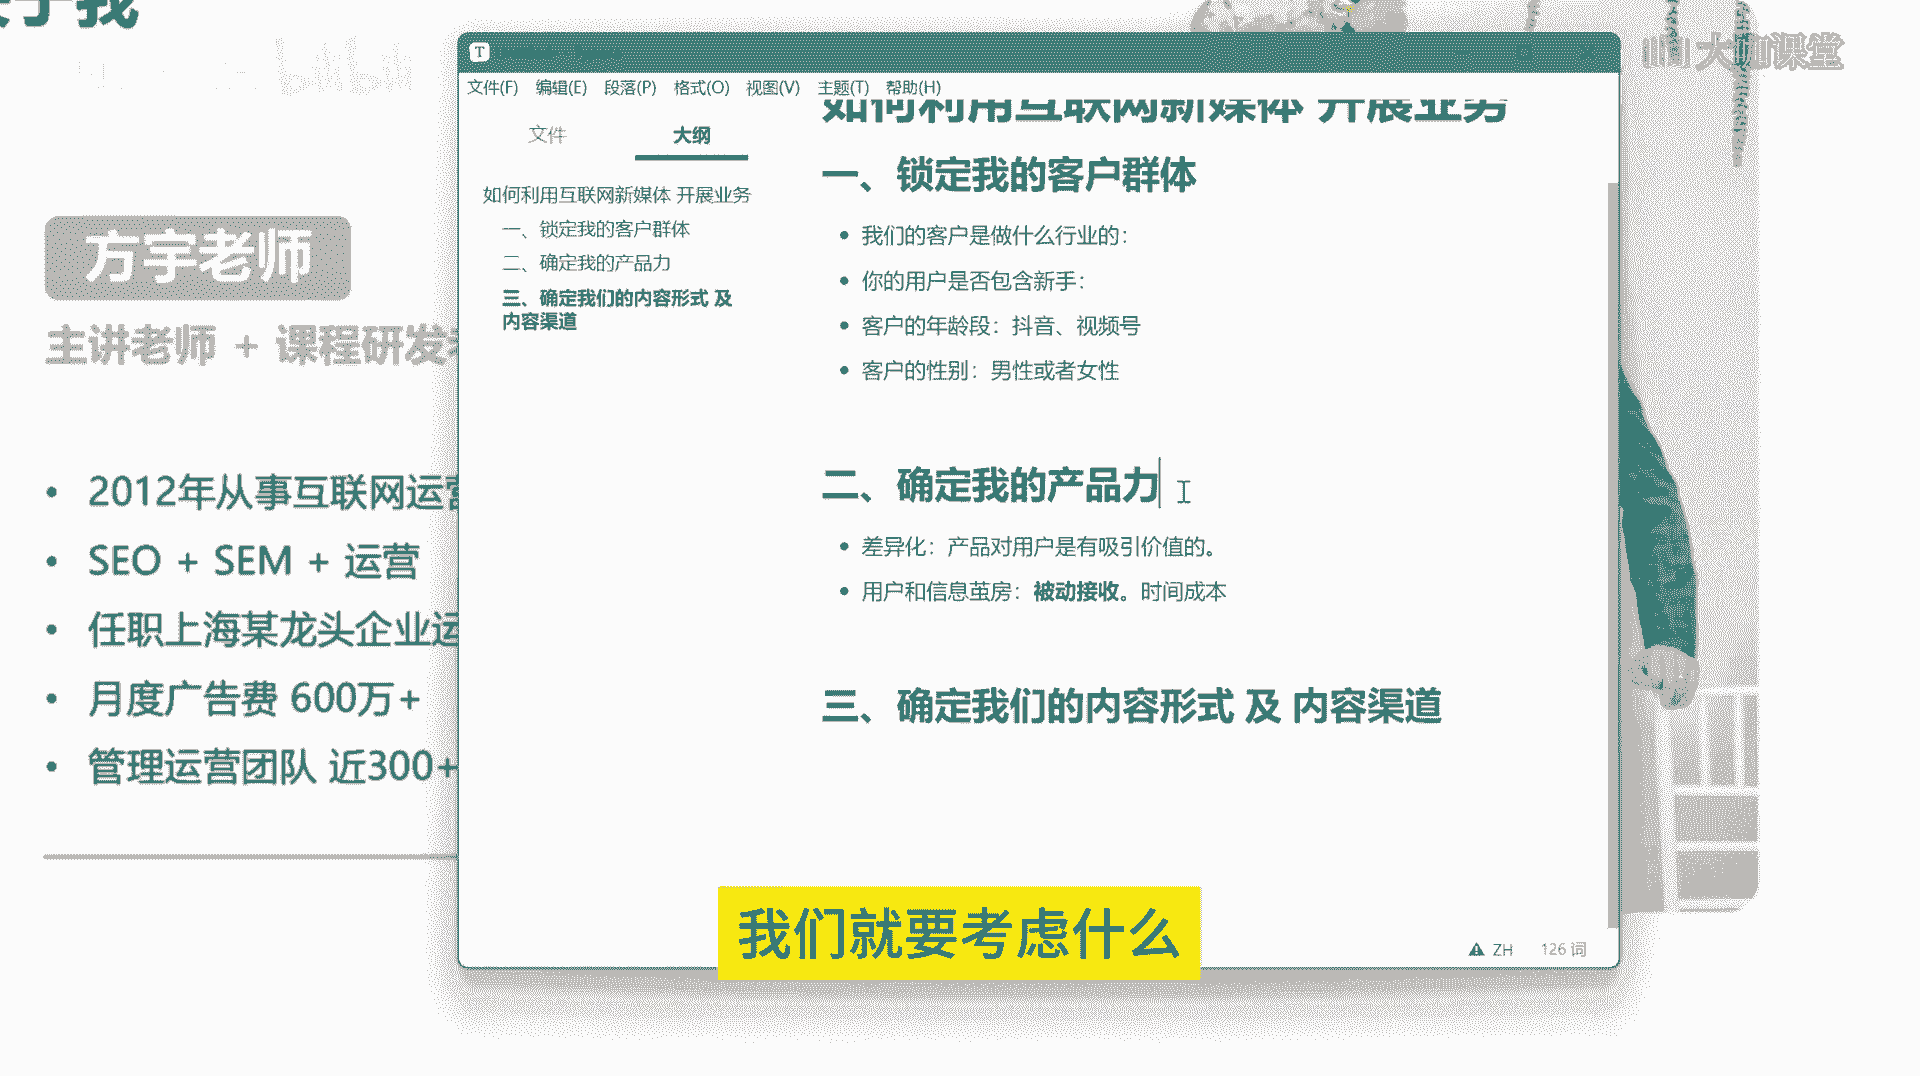 于我
bilibili
大咖课堂
方宇老师
主讲老师 + 课程研发
• 2012年从事互联网运营
• SEO + SEM + 运营
• 任职上海某龙头企业运
• 月度广告费 600万+
• 管理运营团队 近300+
T
文件(F) 编辑(E) 段落(P) 格式(O) 视图(V) 主题(T) 帮助(H)
文件 大纲
如何利用互联网新媒体 开展业务
一、锁定我的客户群体
二、确定我的产品力
三、确定我们的内容形式 及
内容渠道
如何利用互联网新媒体 开展业务
一、锁定我的客户群体
• 我们的客户是做什么行业的：
• 你的用户是否包含新手：
• 客户的年龄段：抖音、视频号
• 客户的性别：男性或者女性
二、确定我的产品力
• 差异化：产品对用户是有吸引价值的。
• 用户和信息茧房：被动接收。时间成本
三、确定我们的内容形式 及 内容渠道
我们就要考虑什么
ZH 126 词